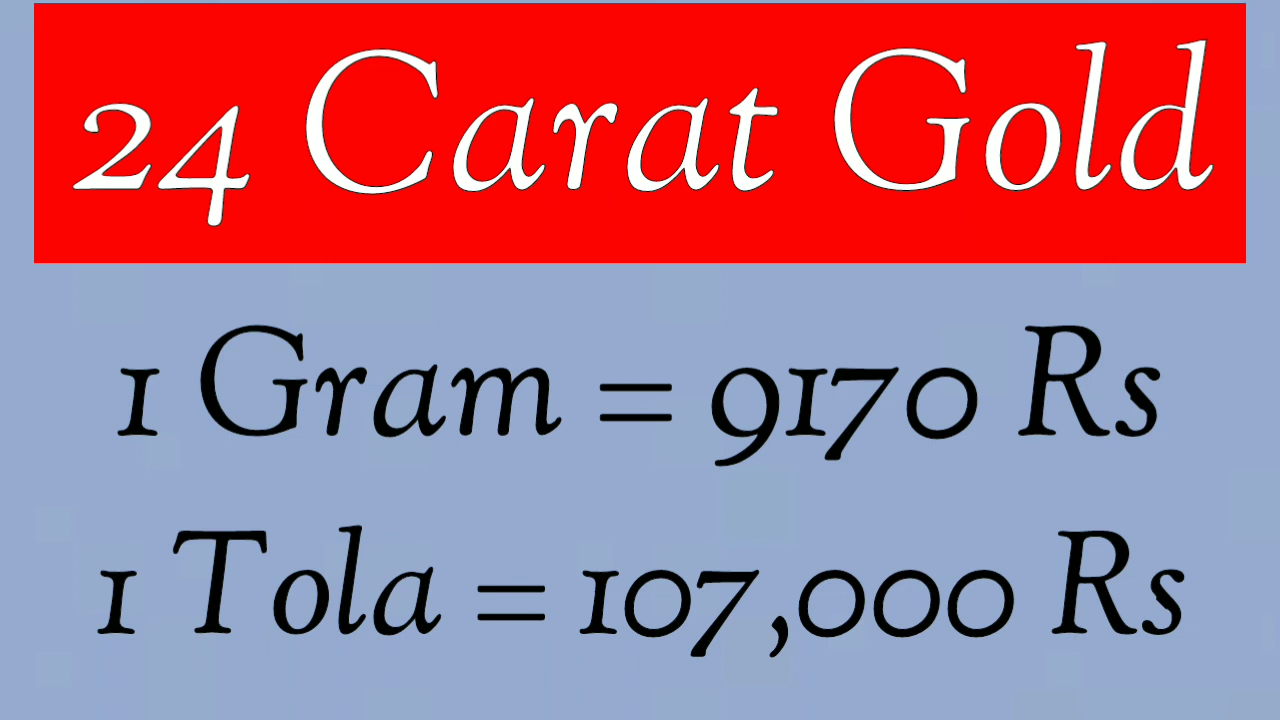 24 Carat Gold
1 Gram = 9170 Rs
1 Tola = 107,000 Rs